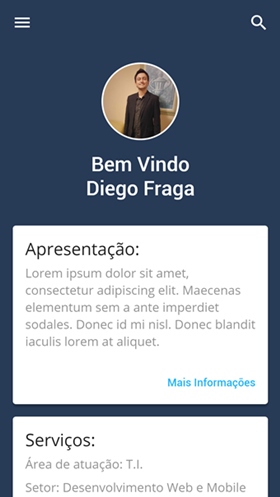 Bem Vindo
Diego Fraga
Apresentação:
Lorem ipsum dolor sit amet,
consectetur adipiscing elit. Maecenas
elementum sem a ante imperdiet
sodales. Donec id mi nisl. Donec blandit
iaculis lorem at aliquet.
Mais Informações
Serviços:
Área de atuação: T.I.
Setor: Desenvolvimento Web e Mobile